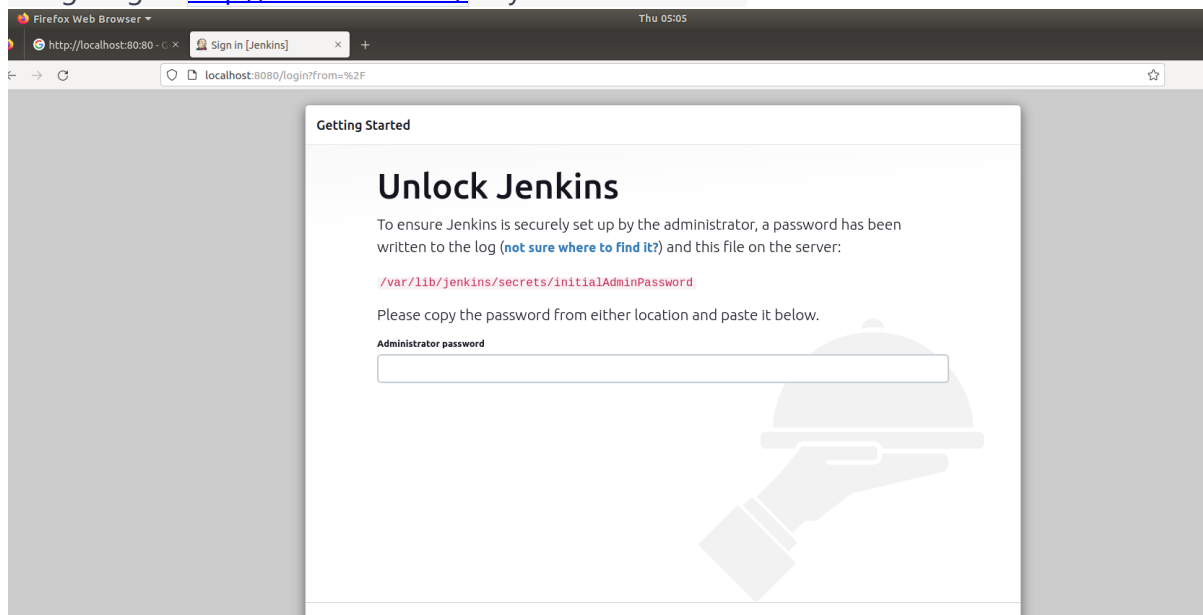 Firefox Web Browser
Thu 05:05
http://localhost:80:80 - G
Sign in [Jenkins]
localhost:8080/login?from=%2F
Getting Started
Unlock Jenkins
To ensure Jenkins is securely set up by the administrator, a password has been
written to the log (not sure where to find it?) and this file on the server:
/var/lib/jenkins/secrets/initialAdminPassword
Please copy the password from either location and paste it below.
Administrator password